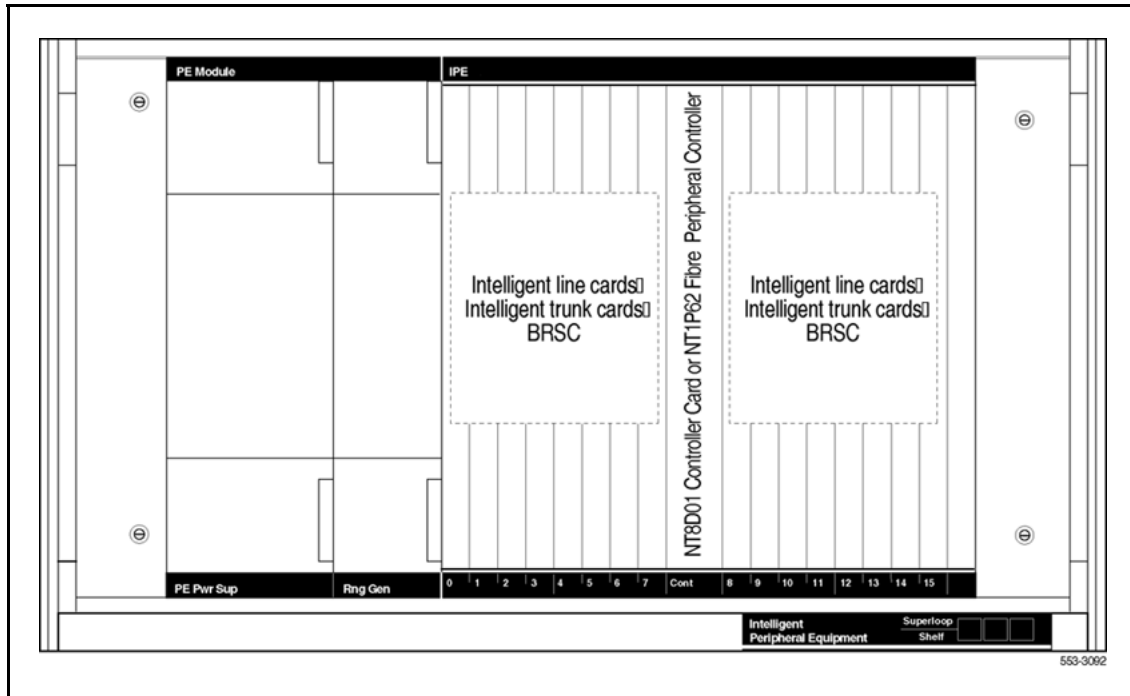 PE Module
IPE
NT8D01 Controller Card or NT1P62 Fibre Peripheral Controller
Intelligent line cards▯
Intelligent trunk cards▯
BRSC
Intelligent line cards▯
Intelligent trunk cards▯
BRSC
PE Pwr Sup
Rng Gen
0 1 2 3 4 5 6 7 Cont 8 9 10 11 12 13 14 15
Intelligent
Peripheral Equipment
Superloop
Shelf
553-3092